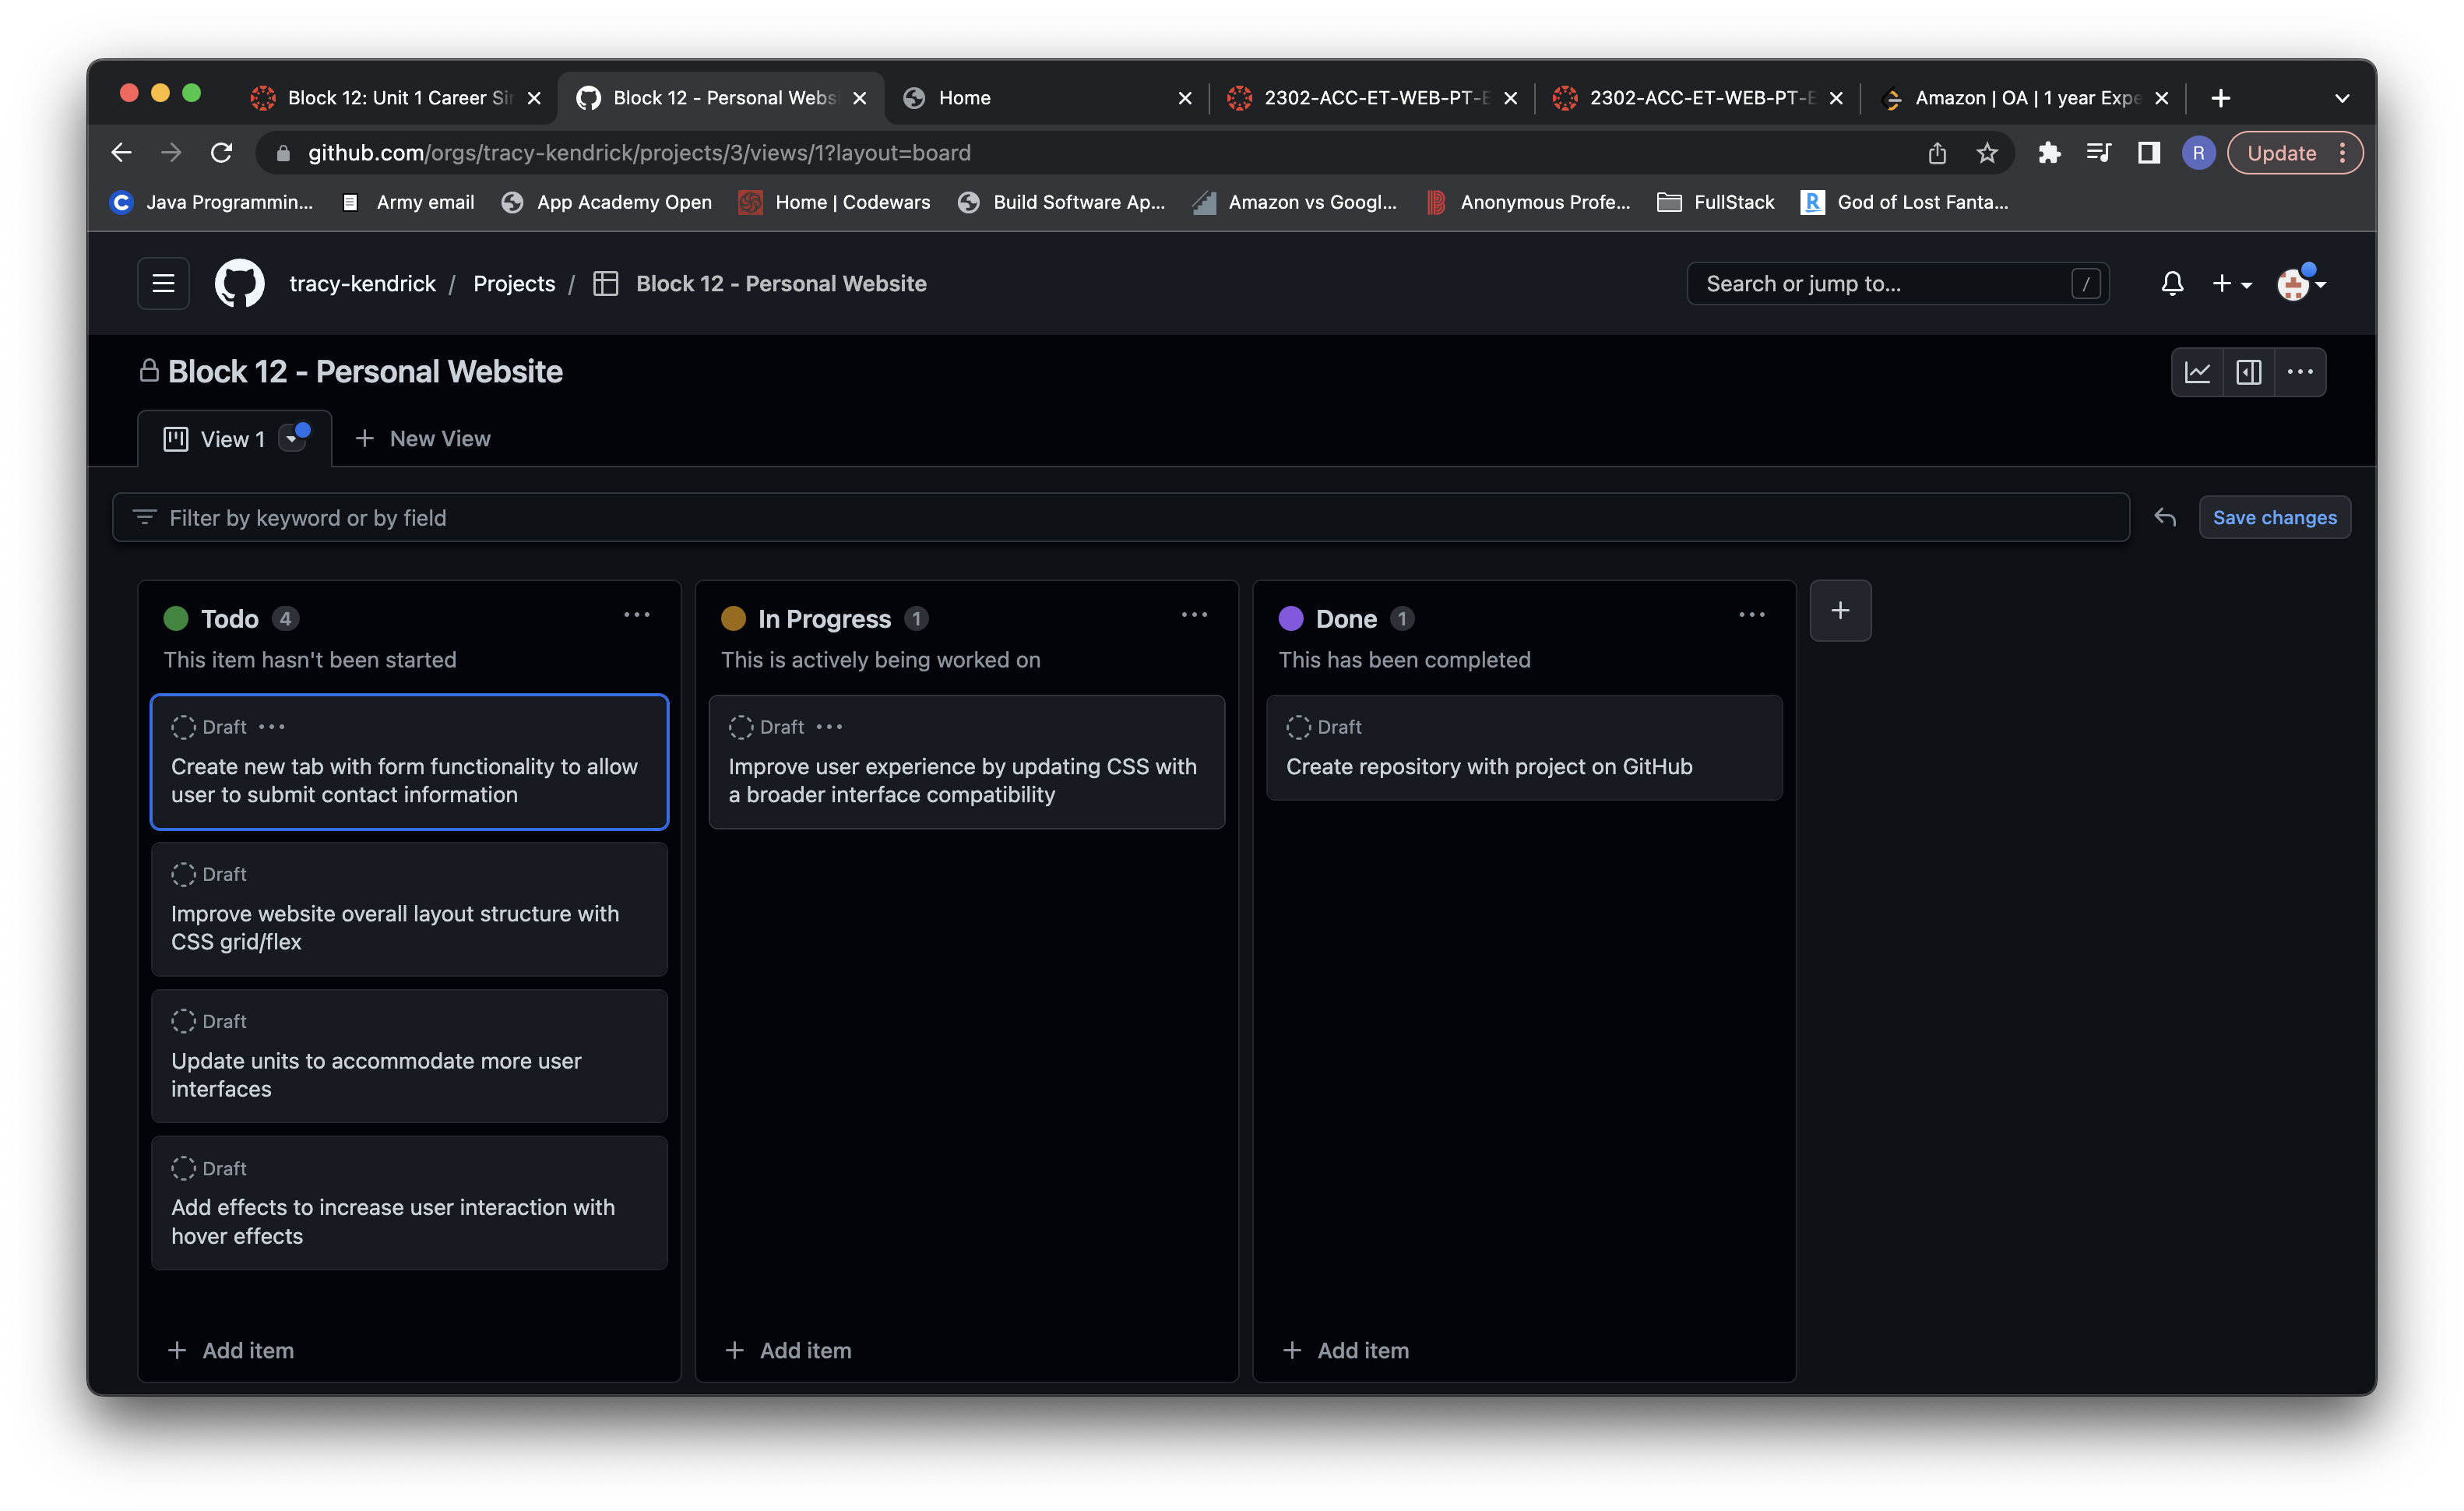 Block 12: Unit 1 Career Si
Block 12 - Personal Webs
Home
2302-ACC-ET-WEB-PT-E
2302-ACC-ET-WEB-PT-E
Amazon | OA | 1 year Expe
github.com/orgs/tracy-kendrick/projects/3/views/1?layout=board
R
Update
Java Programmin...
Army email
App Academy Open
Home | Codewars
Build Software Ap...
Amazon vs Googl...
Anonymous Profe...
FullStack
God of Lost Fanta...
tracy-kendrick / Projects / Block 12 - Personal Website
Search or jump to... /
Block 12 - Personal Website
View 1
New View
Filter by keyword or by field
Save changes
Todo 4
This item hasn't been started
Draft
Create new tab with form functionality to allow
user to submit contact information
Draft
Improve website overall layout structure with
CSS grid/flex
Draft
Update units to accommodate more user
interfaces
Draft
Add effects to increase user interaction with
hover effects
Add item
In Progress 1
This is actively being worked on
Draft
Improve user experience by updating CSS with
a broader interface compatibility
Add item
Done 1
This has been completed
Draft
Create repository with project on GitHub
Add item